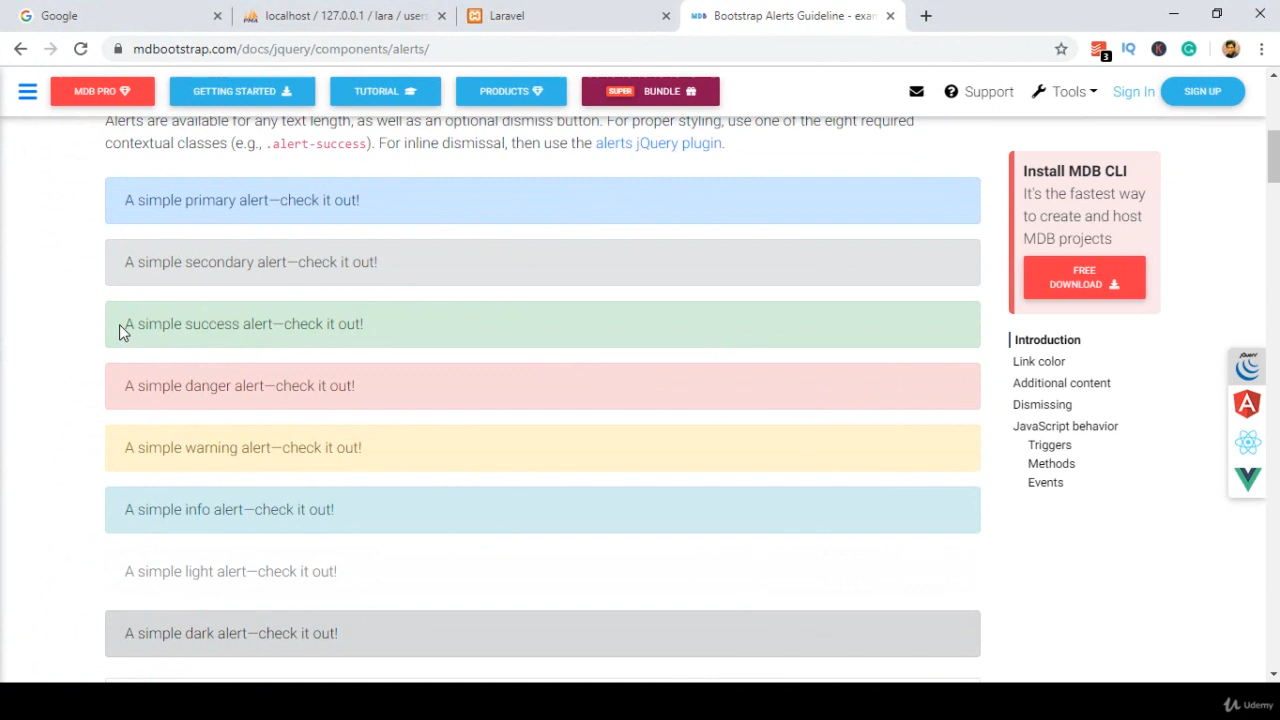 Google
localhost / 127.0.0.1 / lara / users
Laravel
MDB Bootstrap Alerts Guideline - exam
mdbootstrap.com/docs/jquery/components/alerts/
3
IQ
K
MDB PRO
GETTING STARTED
TUTORIAL
PRODUCTS
SUPER BUNDLE
Support
Tools
Sign In
SIGN UP
Alerts are available for any text length, as well as an optional dismiss button. For proper styling, use one of the eight required
contextual classes (e.g., .alert-success). For inline dismissal, then use the alerts jQuery plugin.
A simple primary alert—check it out!
A simple secondary alert—check it out!
A simple success alert—check it out!
A simple danger alert—check it out!
A simple warning alert—check it out!
A simple info alert—check it out!
A simple light alert—check it out!
A simple dark alert—check it out!
Install MDB CLI
It's the fastest way
to create and host
MDB projects
FREE
DOWNLOAD
Introduction
Link color
Additional content
Dismissing
JavaScript behavior
Triggers
Methods
Events
jQuery
Udemy